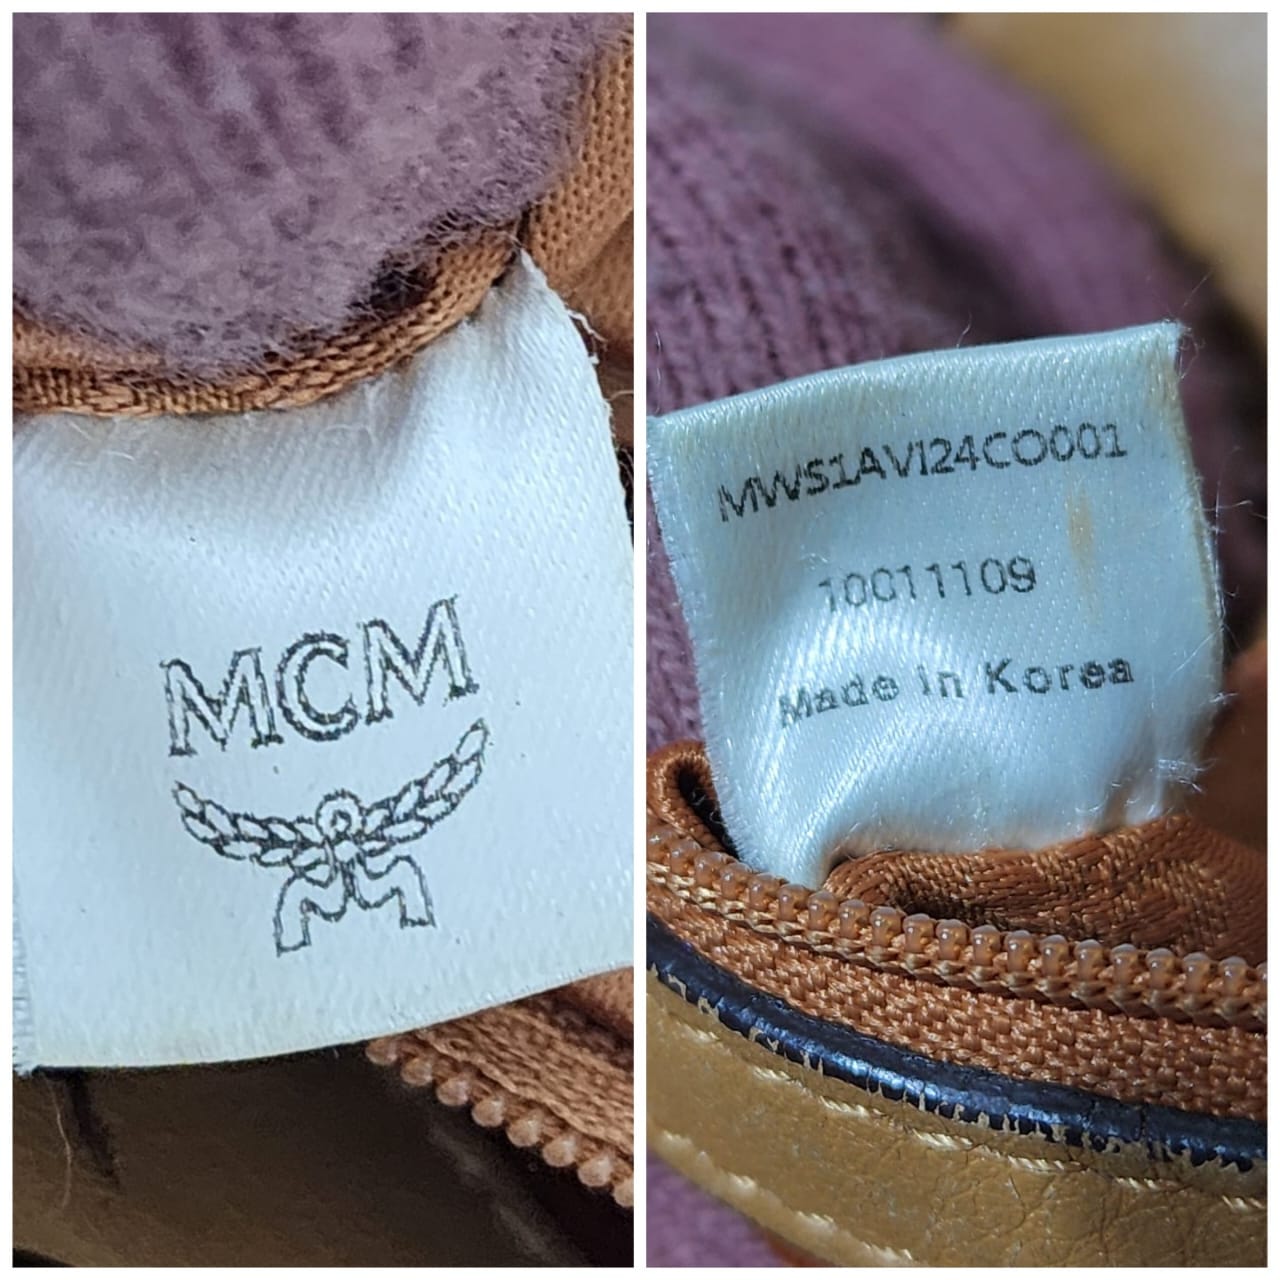 MCM
MWS1AVI24CO001
10011109
Made in Korea